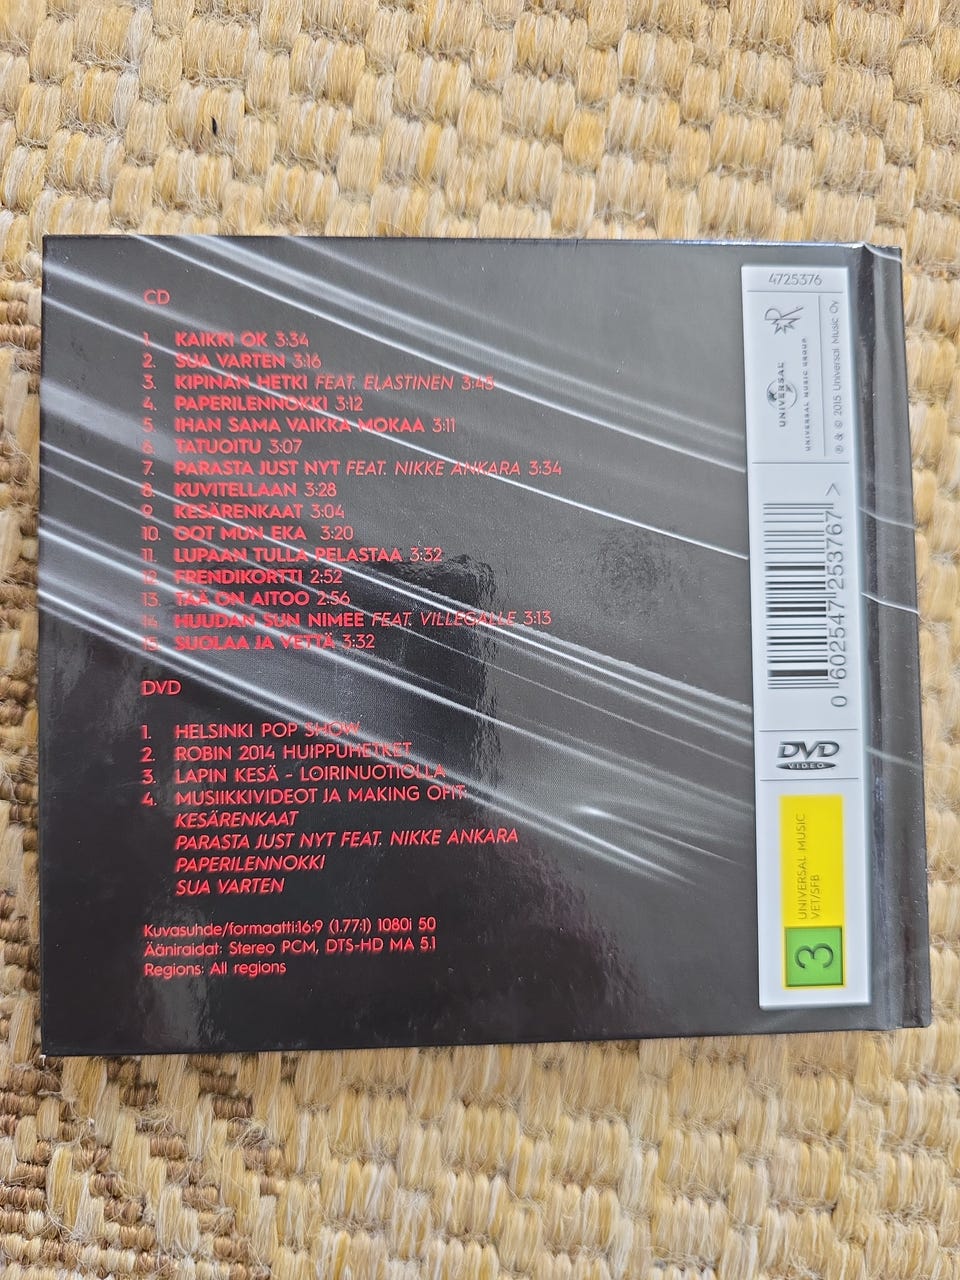 CD
1. KAIKKI OK 3:34
2. SUA VARTEN 3:16
3. KIPINÄN HETKI FEAT. ELASTINEN 3:48
4. PAPERILENNOKKI 3:12
5. IHAN SAMA VAIKKA MOKAA 3:11
6. TATUOITU 3:07
7. PARASTA JUST NYT FEAT. NIKKE ANKARA 3:34
8. KUVITELLAAN 3:28
9. KESÄRENKAAT 3:04
10. OOT MUN EKA 3:20
11. LUPAAN TULLA PELASTAA 3:32
12. FRENDIKORTTI 2:52
13. TÄÄ ON AITOO 2:56
14. HUUDAN SUN NIMEE FEAT. VILLEGALLE 3:13
15. SUOLAA JA VETTÄ 3:32
DVD
1. HELSINKI POP SHOW
2. ROBIN 2014 HUIPPUHETKET
3. LAPIN KESÄ - LOIRINUOTIOLLA
4. MUSIIKKIVIDEOT JA MAKING OFIT:
KESÄRENKAAT
PARASTA JUST NYT FEAT. NIKKE ANKARA
PAPERILENNOKKI
SUA VARTEN
Kuvasuhde/formaatti:16:9 (1.77:1) 1080i 50
Ääniraidat: Stereo PCM, DTS-HD MA 5.1
Regions: All regions
4725376
UNIVERSAL
UNIVERSAL MUSIC GROUP
℗ & © 2015 Universal Music Oy
0 602547 253767 >
DVD
VIDEO
UNIVERSAL MUSIC
VET/SFB
3